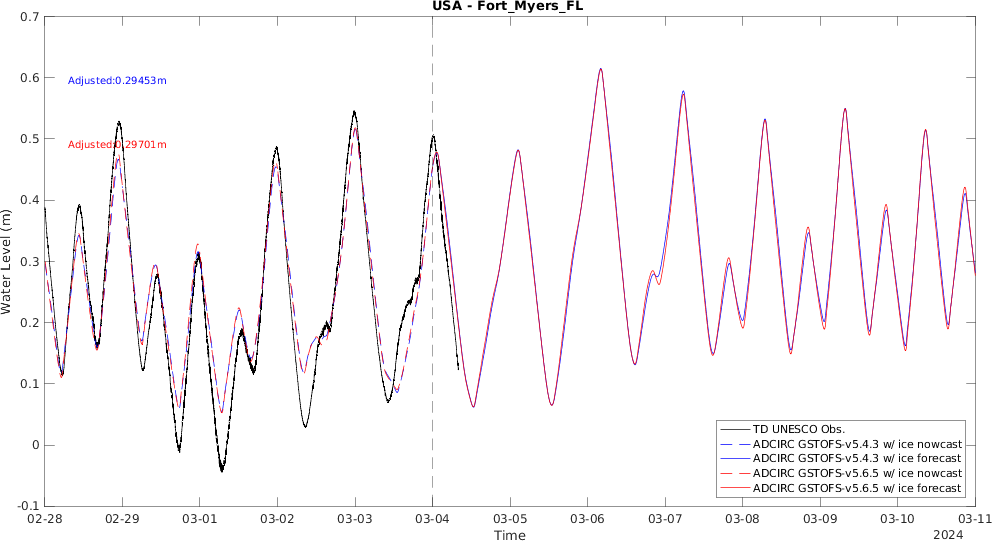 USA - Fort_Myers_FL
0.7
0.6
0.5
0.4
0.3
0.2
0.1
0
-0.1
Water Level (m)
Adjusted:0.29453m
Adjusted:0.29701m
TD UNESCO Obs.
ADCIRC GSTOFS-v5.4.3 w/ ice nowcast
ADCIRC GSTOFS-v5.4.3 w/ ice forecast
ADCIRC GSTOFS-v5.6.5 w/ ice nowcast
ADCIRC GSTOFS-v5.6.5 w/ ice forecast
02-28 02-29 03-01 03-02 03-03 03-04 03-05 03-06 03-07 03-08 03-09 03-10 03-11
Time
2024